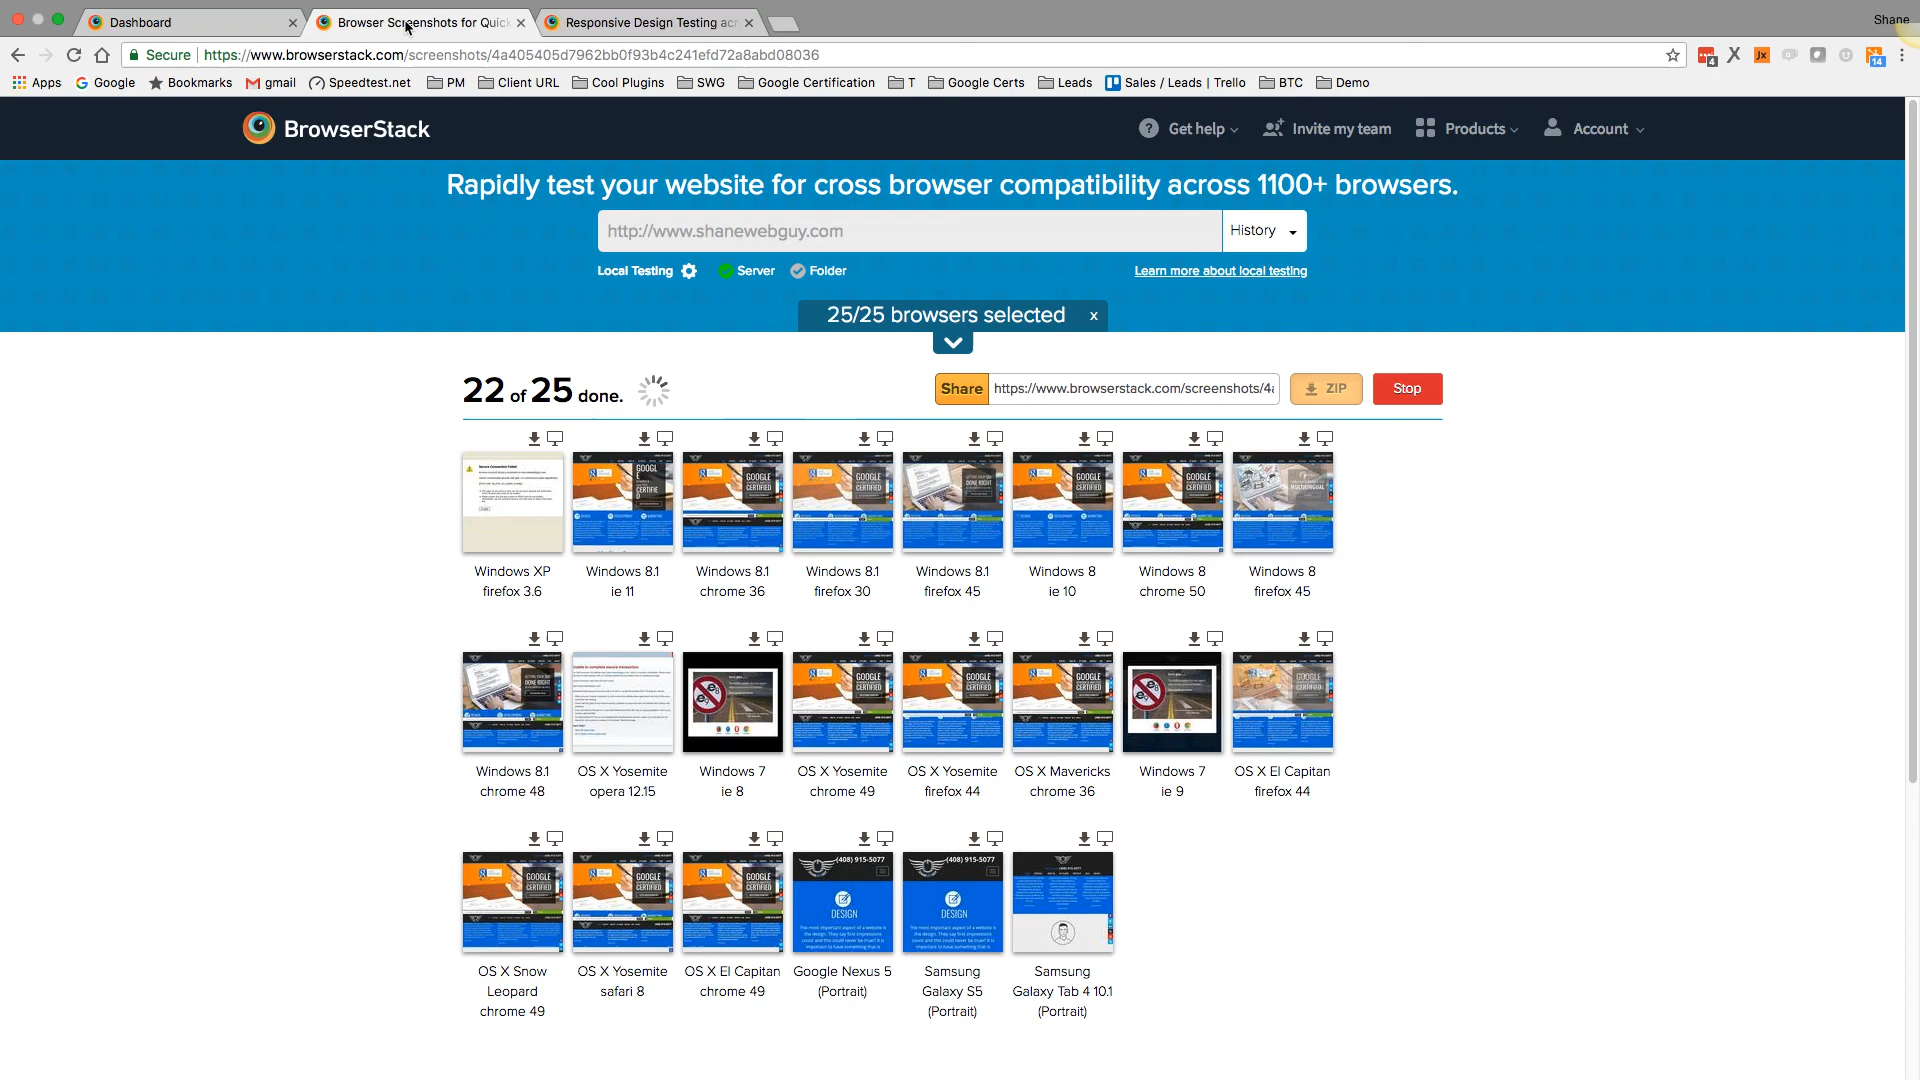 Shane
Dashboard
Browser Screenshots for Quick
Responsive Design Testing acr
Secure
https://www.browserstack.com/screenshots/4a405405d7962bb0f93b4c241efd72a8abd08036
4
14
Apps
Google
Bookmarks
gmail
Speedtest.net
PM
Client URL
Cool Plugins
SWG
Google Certification
T
Google Certs
Leads
Sales / Leads | Trello
BTC
Demo
BrowserStack
Get help
Invite my team
Products
Account
Rapidly test your website for cross browser compatibility across 1100+ browsers.
http://www.shanewebguy.com
History
Local Testing
Server
Folder
Learn more about local testing
25/25 browsers selected
x
22 of 25 done.
Share
https://www.browserstack.com/screenshots/4a
ZIP
Stop
Windows XP
firefox 3.6
Windows 8.1
ie 11
Windows 8.1
chrome 36
Windows 8.1
firefox 30
Windows 8.1
firefox 45
Windows 8
ie 10
Windows 8
chrome 50
Windows 8
firefox 45
Windows 8.1
chrome 48
OS X Yosemite
opera 12.15
Windows 7
ie 8
OS X Yosemite
chrome 49
OS X Yosemite
firefox 44
OS X Mavericks
chrome 36
Windows 7
ie 9
OS X El Capitan
firefox 44
(408) 915-5077
DESIGN
(408) 915-5077
DESIGN
OS X Snow
Leopard
chrome 49
OS X Yosemite
safari 8
OS X El Capitan
chrome 49
Google Nexus 5
(Portrait)
Samsung
Galaxy S5
(Portrait)
Samsung
Galaxy Tab 4 10.1
(Portrait)